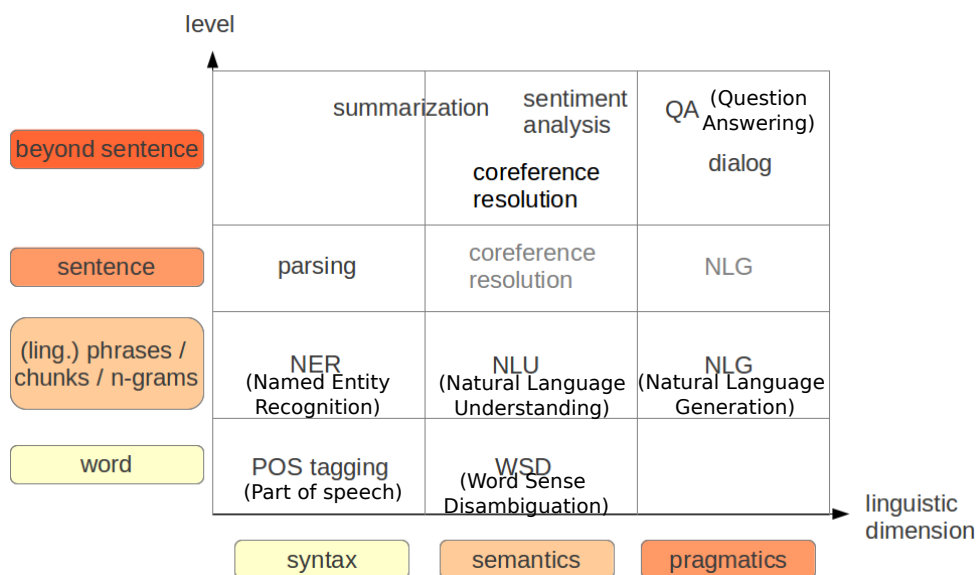 level
summarization
sentiment
analysis
QA (Question
Answering)
beyond sentence
coreference
resolution
dialog
sentence
parsing
coreference
resolution
NLG
(ling.) phrases /
chunks / n-grams
NER
(Named Entity
Recognition)
NLU
(Natural Language
Understanding)
NLG
(Natural Language
Generation)
word
POS tagging
(Part of speech)
WSD
(Word Sense
Disambiguation)
linguistic
dimension
syntax
semantics
pragmatics